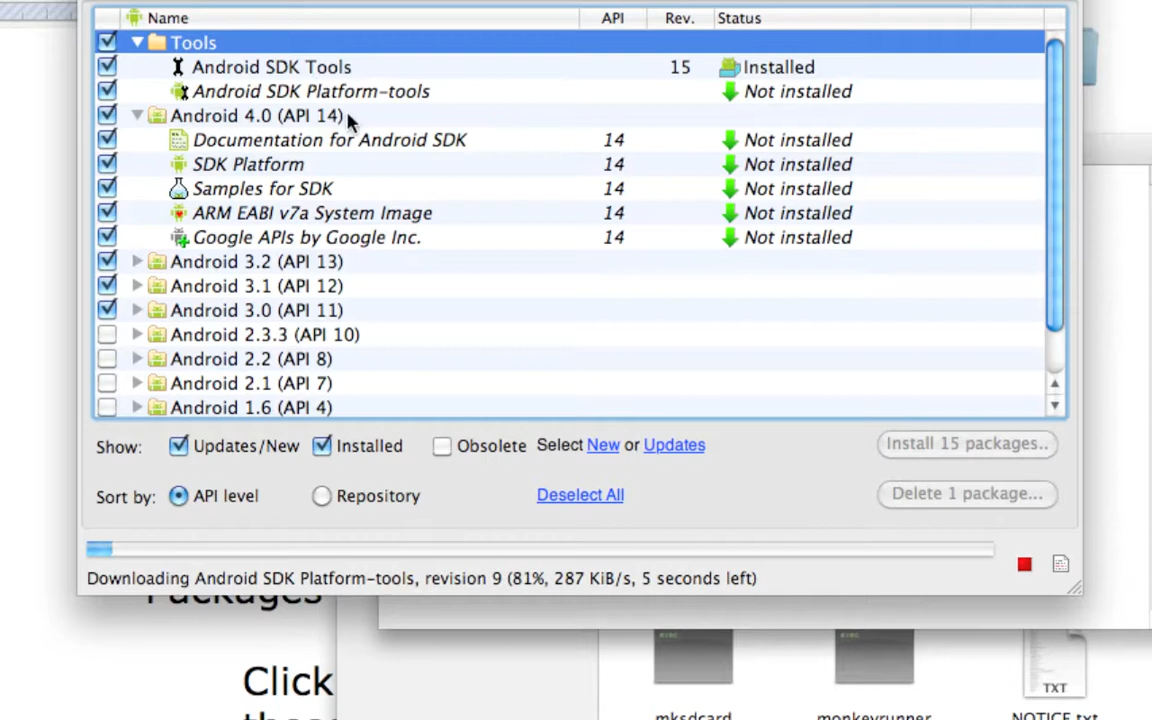 Name API Rev. Status
Tools
Android SDK Tools 15 Installed
Android SDK Platform-tools Not installed
Android 4.0 (API 14)
Documentation for Android SDK 14 Not installed
SDK Platform 14 Not installed
Samples for SDK 14 Not installed
ARM EABI v7a System Image 14 Not installed
Google APIs by Google Inc. 14 Not installed
Android 3.2 (API 13)
Android 3.1 (API 12)
Android 3.0 (API 11)
Android 2.3.3 (API 10)
Android 2.2 (API 8)
Android 2.1 (API 7)
Android 1.6 (API 4)
Show: Updates/New Installed Obsolete Select New or Updates Install 15 packages..
Sort by: API level Repository Deselect All Delete 1 package...
Downloading Android SDK Platform-tools, revision 9 (81%, 287 KiB/s, 5 seconds left)
Packages
Click
TXT
mksdcard monkeyrunner NOTICE.txt